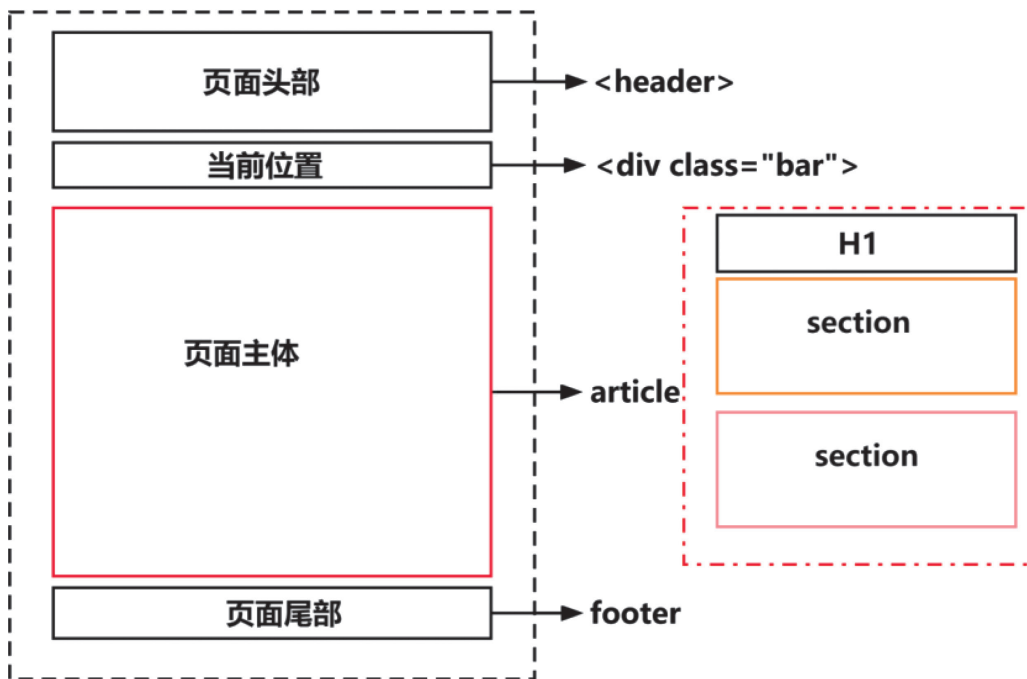 页面头部
<header>
当前位置
<div class="bar">
页面主体
article
H1
section
section
页面尾部
footer